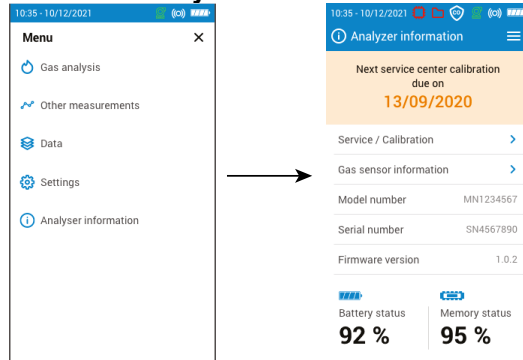 10:35 - 10/12/2021
Menu
Gas analysis
Other measurements
Data
Settings
Analyser information
10:35 - 10/12/2021
Analyzer information
Next service center calibration
due on
13/09/2020
Service / Calibration
Gas sensor information
Model number MN1234567
Serial number SN4567890
Firmware version 1.0.2
Battery status Memory status
92 % 95 %